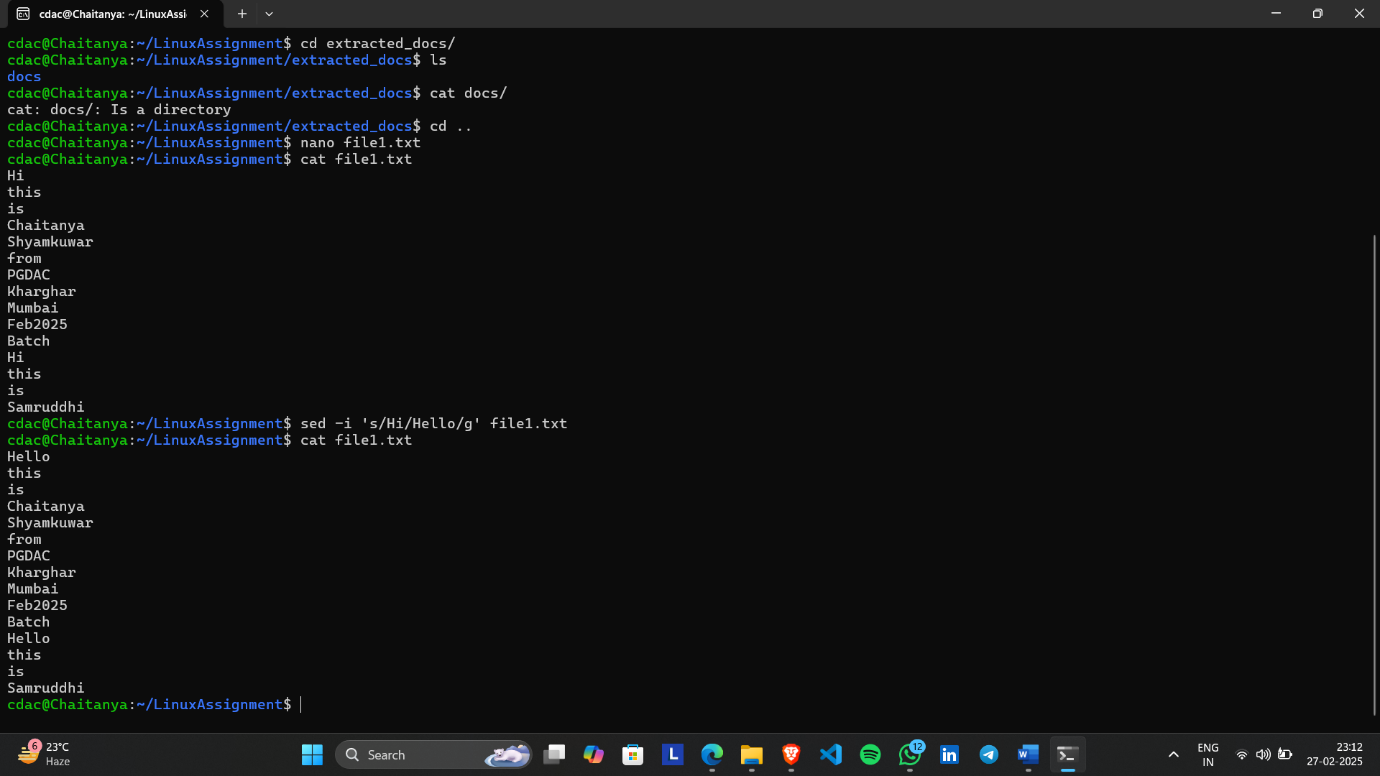 cdac@Chaitanya: ~/LinuxAssi
cdac@Chaitanya:~/LinuxAssignment$ cd extracted_docs/
cdac@Chaitanya:~/LinuxAssignment/extracted_docs$ ls
docs
cdac@Chaitanya:~/LinuxAssignment/extracted_docs$ cat docs/
cat: docs/: Is a directory
cdac@Chaitanya:~/LinuxAssignment/extracted_docs$ cd ..
cdac@Chaitanya:~/LinuxAssignment$ nano file1.txt
cdac@Chaitanya:~/LinuxAssignment$ cat file1.txt
Hi
this
is
Chaitanya
Shyamkuwar
from
PGDAC
Kharghar
Mumbai
Feb2025
Batch
Hi
this
is
Samruddhi
cdac@Chaitanya:~/LinuxAssignment$ sed -i 's/Hi/Hello/g' file1.txt
cdac@Chaitanya:~/LinuxAssignment$ cat file1.txt
Hello
this
is
Chaitanya
Shyamkuwar
from
PGDAC
Kharghar
Mumbai
Feb2025
Batch
Hello
this
is
Samruddhi
cdac@Chaitanya:~/LinuxAssignment$
6
23°C
Haze
Search
L
12
in
W
ENG
IN
23:12
27-02-2025